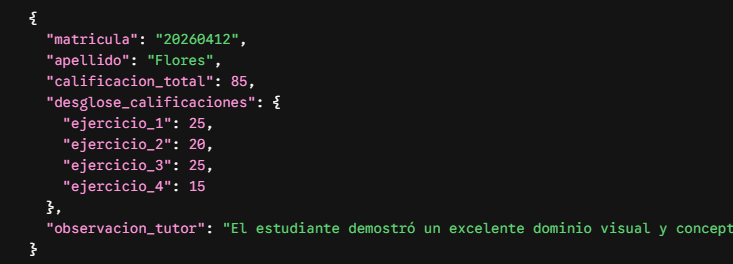 {
"matricula": "20260412",
"apellido": "Flores",
"calificacion_total": 85,
"desglose_calificaciones": {
"ejercicio_1": 25,
"ejercicio_2": 20,
"ejercicio_3": 25,
"ejercicio_4": 15
},
"observacion_tutor": "El estudiante demostró un excelente dominio visual y concept
}